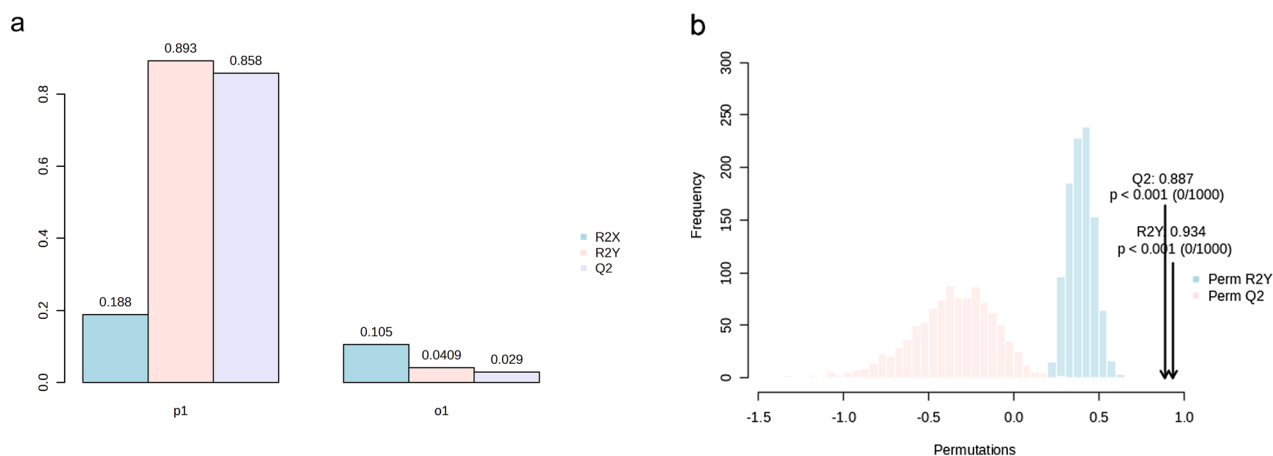 a
0.893
0.858
0.188
0.105
0.0409
0.029
0.8
0.6
0.4
0.2
0.0
p1
o1
R2X
R2Y
Q2
b
300
250
200
150
100
50
0
Frequency
Q2: 0.887
p < 0.001 (0/1000)
R2Y: 0.934
p < 0.001 (0/1000)
Perm R2Y
Perm Q2
-1.5 -1.0 -0.5 0.0 0.5 1.0
Permutations